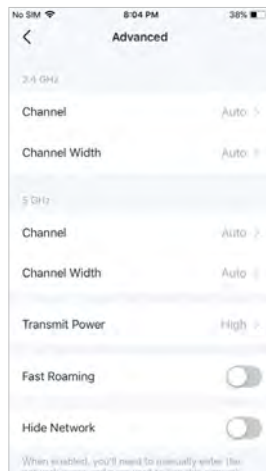 No SIM 8:04 PM 38%
Advanced
2.4 GHz
Channel Auto
Channel Width Auto
5 GHz
Channel Auto
Channel Width Auto
Transmit Power High
Fast Roaming
Hide Network
When enabled, you'll need to manually enter the